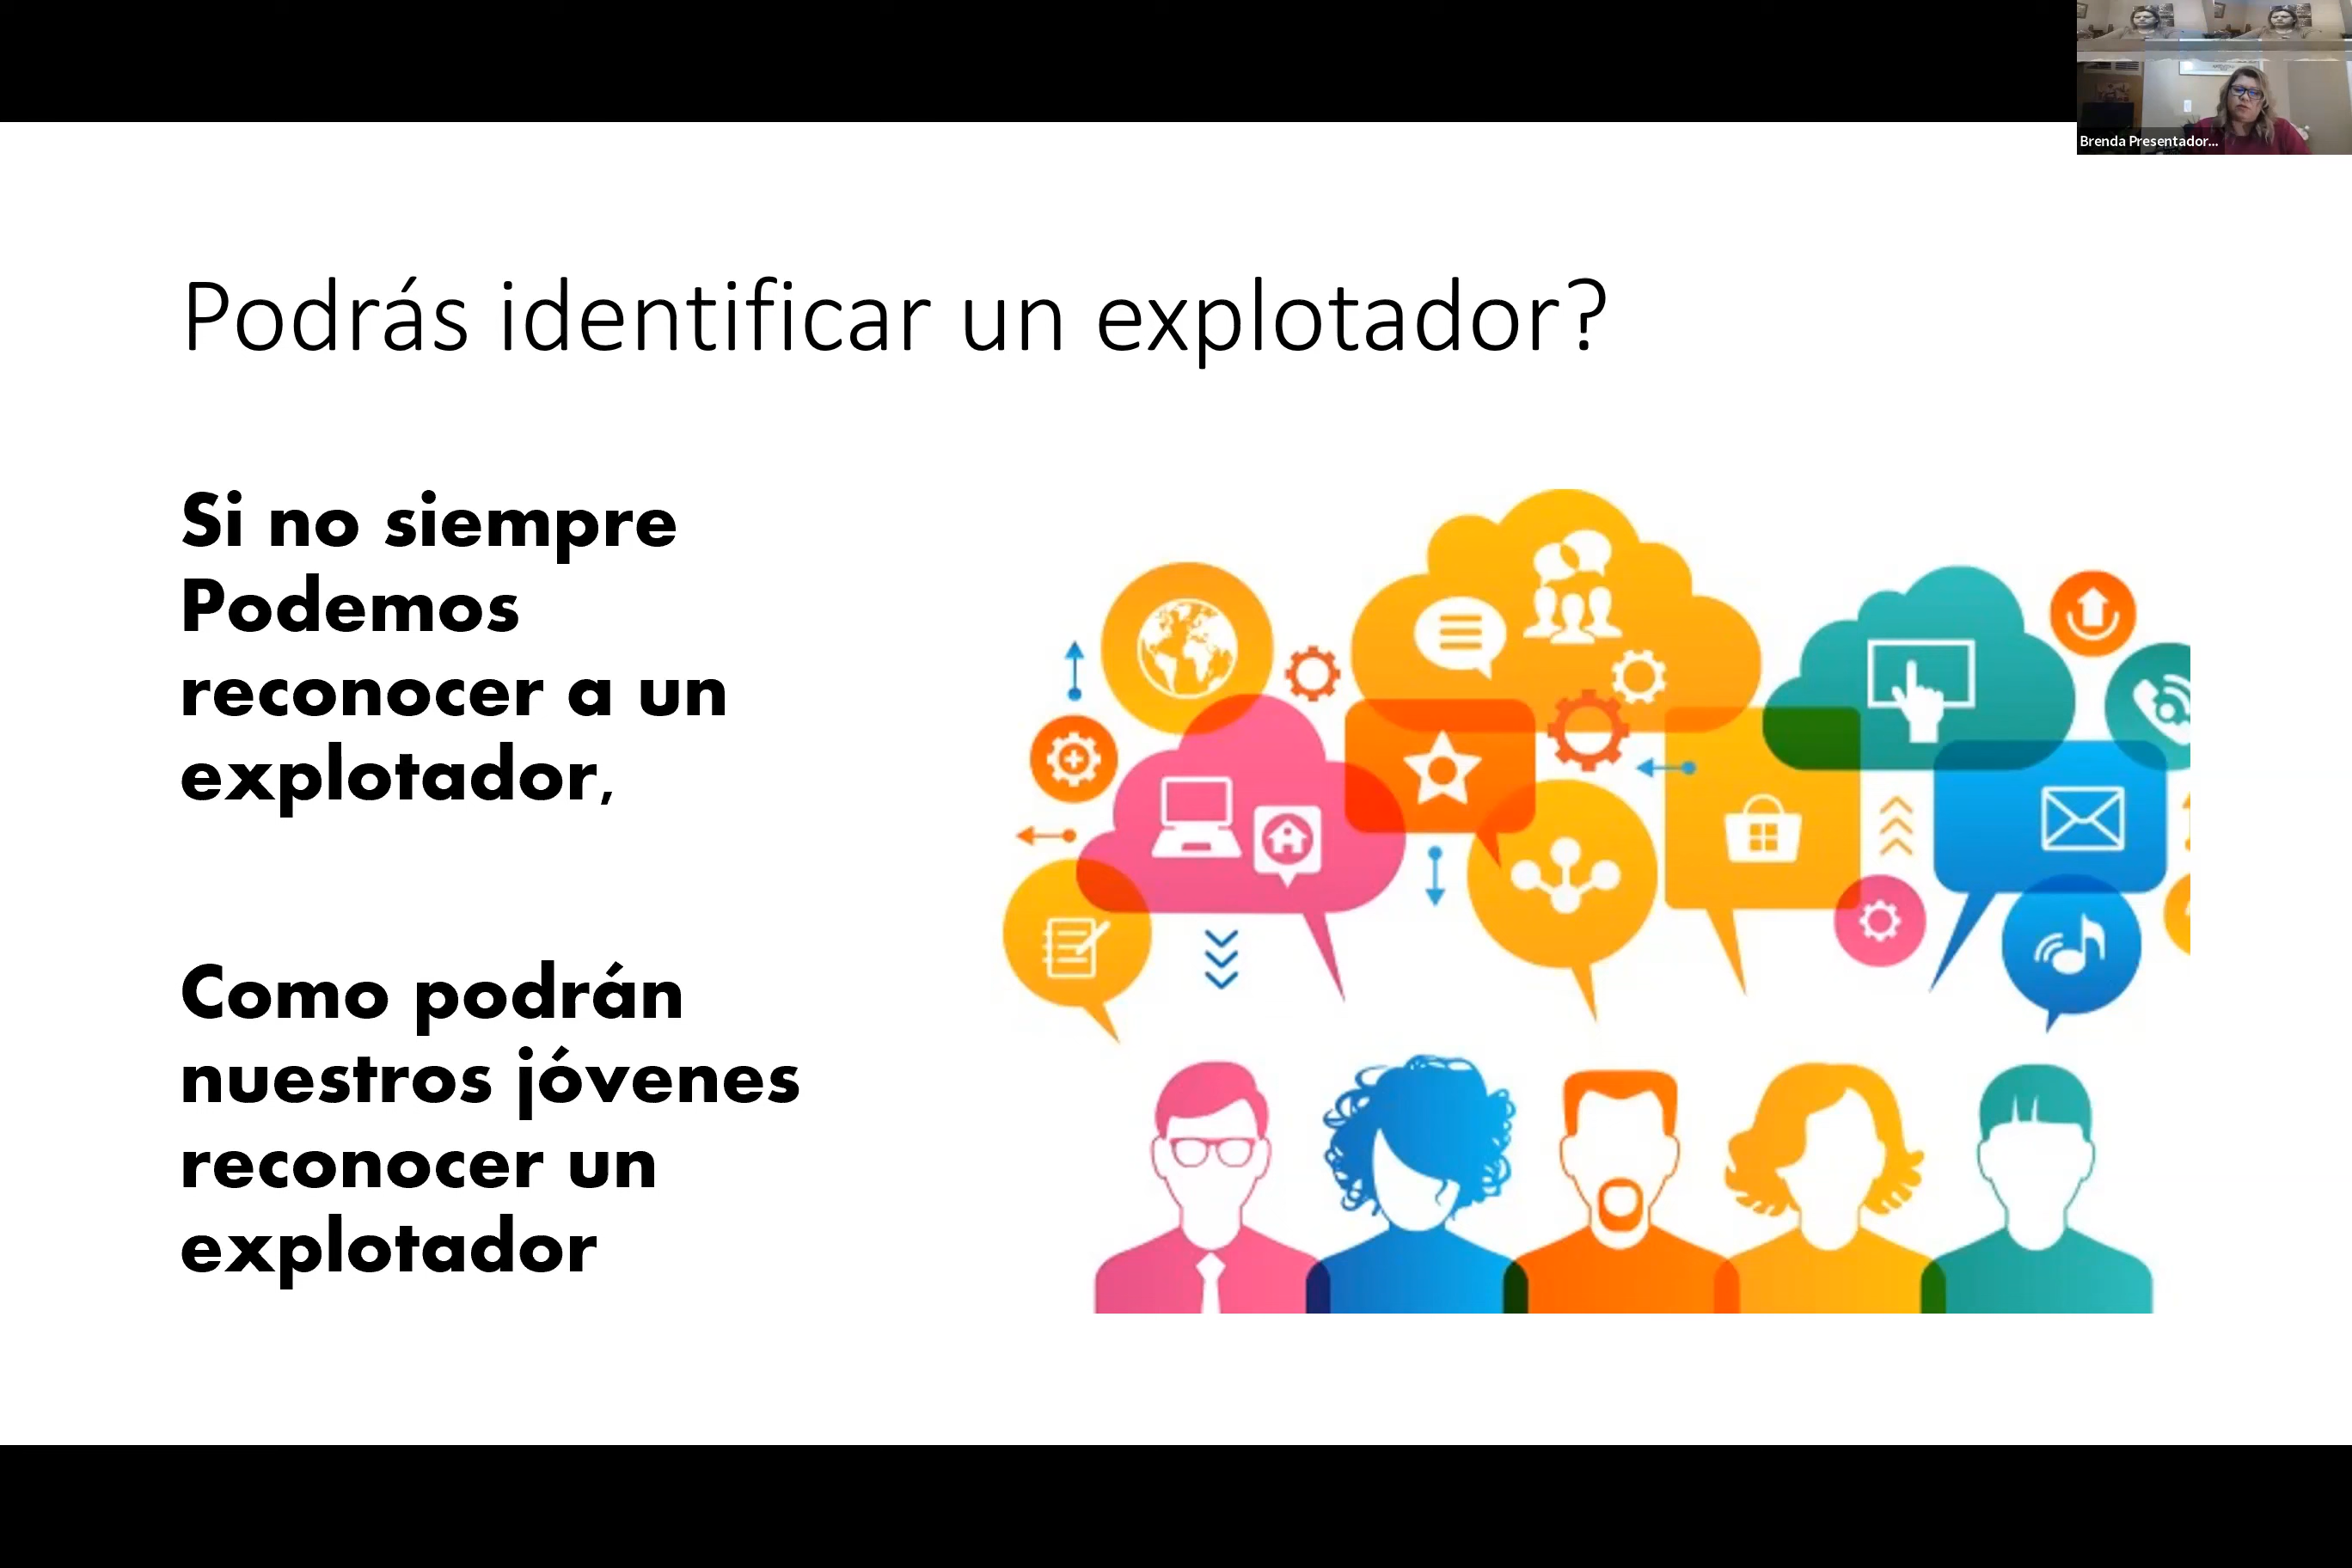 Brenda Presentador...
Podrás identificar un explotador?
Si no siempre
Podemos
reconocer a un
explotador,
Como podrán
nuestros jóvenes
reconocer un
explotador